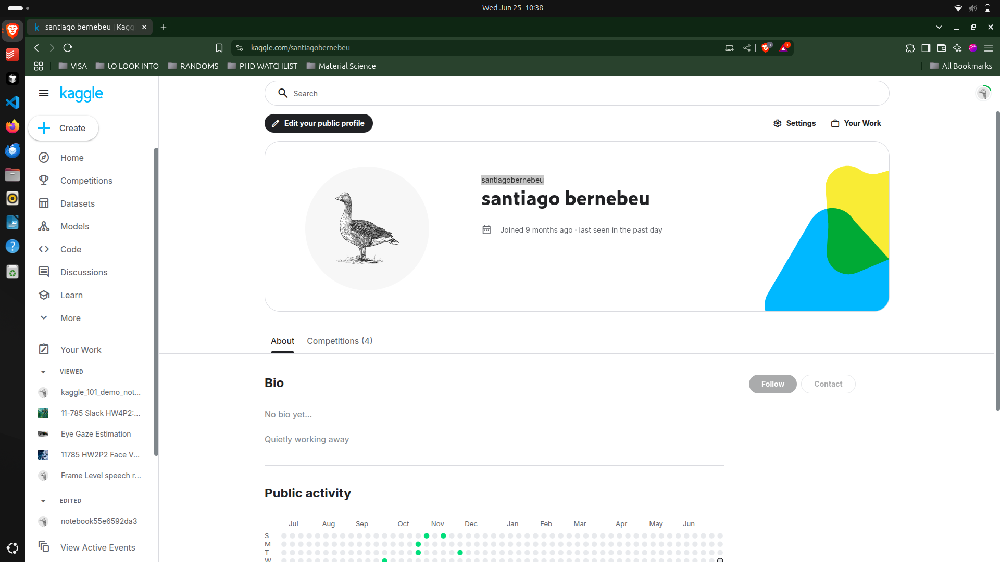 Wed Jun 25 10:38
santiago bernebeu | Kagg
kaggle.com/santiagobernebeu
3
1
VISA
tO LOOK INTO
RANDOMS
PHD WATCHLIST
Material Science
All Bookmarks
kaggle
Search
Create
Edit your public profile
Settings
Your Work
Home
Competitions
Datasets
Models
Code
Discussions
Learn
More
Your Work
VIEWED
kaggle_101_demo_not...
11-785 Slack HW4P2:...
Eye Gaze Estimation
11785 HW2P2 Face V...
Frame Level speech r...
EDITED
notebook55e6592da3
View Active Events
santiagobernebeu
santiago bernebeu
Joined 9 months ago · last seen in the past day
About
Competitions (4)
Bio
Follow
Contact
No bio yet...
Quietly working away
Public activity
Jul Aug Sep Oct Nov Dec Jan Feb Mar Apr May Jun
S
M
T
W